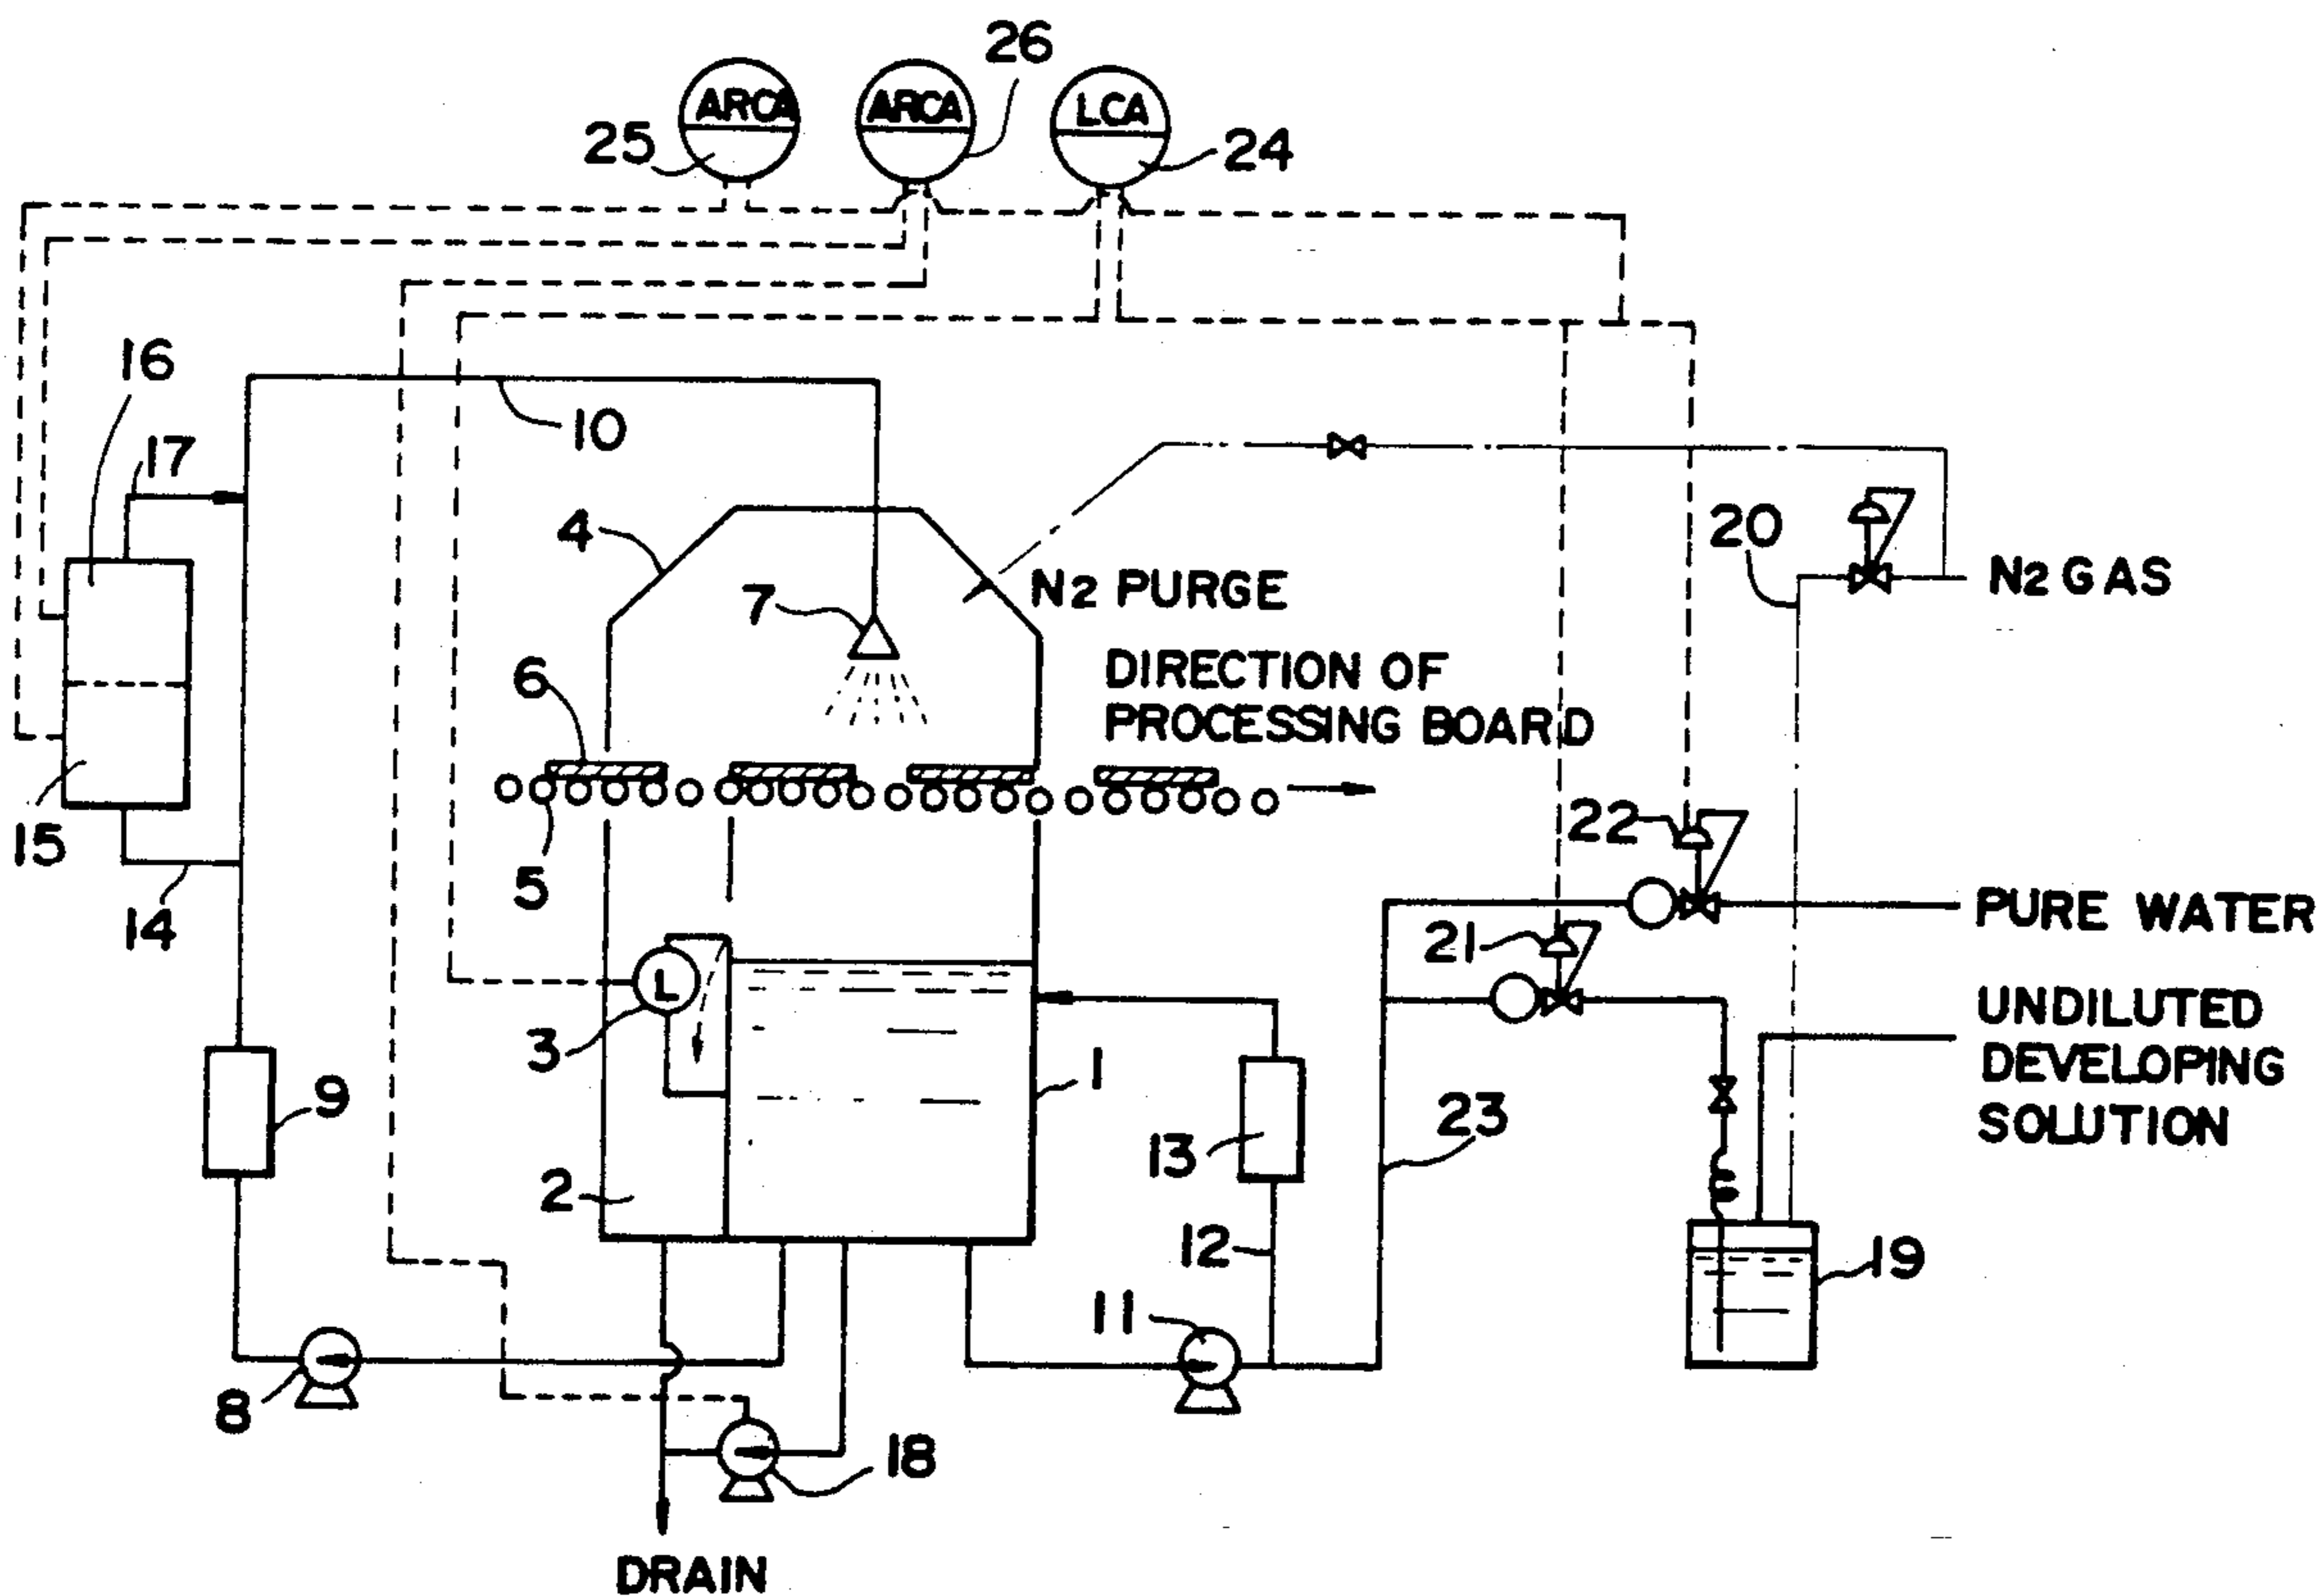 26
ARCA
ARCA
LCA
25
24
16
10
17
4
20
N2 GAS
7
N2 PURGE
6
DIRECTION OF
PROCESSING BOARD
15
5
22
14
PURE WATER
21
L
3
UNDILUTED
DEVELOPING
SOLUTION
1
9
13
23
2
12
19
11
8
18
DRAIN